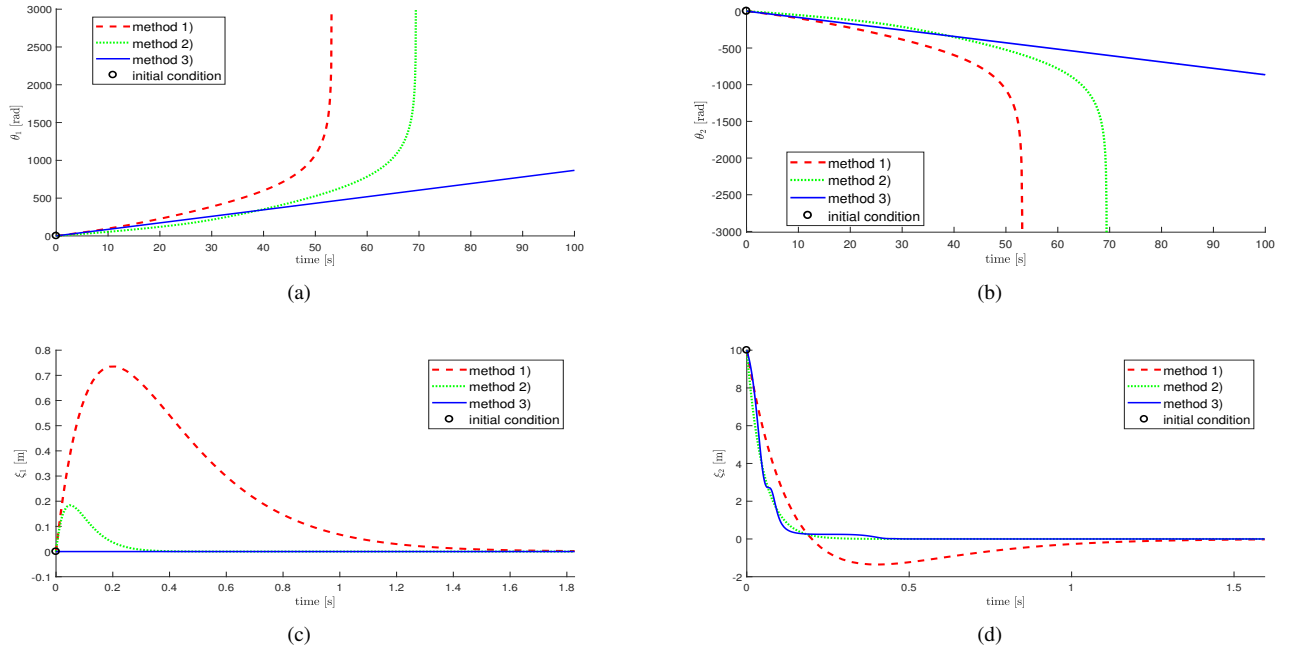 3000
2500
2000
1500
1000
500
0
θ₁ [rad]
method 1)
method 2)
method 3)
initial condition
0 10 20 30 40 50 60 70 80 90 100
time [s]
(a)
0
-500
-1000
-1500
-2000
-2500
-3000
θ₂ [rad]
method 1)
method 2)
method 3)
initial condition
0 10 20 30 40 50 60 70 80 90 100
time [s]
(b)
0.8
0.7
0.6
0.5
0.4
0.3
0.2
0.1
0
-0.1
ξ₁ [m]
method 1)
method 2)
method 3)
initial condition
0 0.2 0.4 0.6 0.8 1 1.2 1.4 1.6 1.8
time [s]
(c)
10
8
6
4
2
0
-2
ξ₂ [m]
method 1)
method 2)
method 3)
initial condition
0 0.5 1 1.5
time [s]
(d)